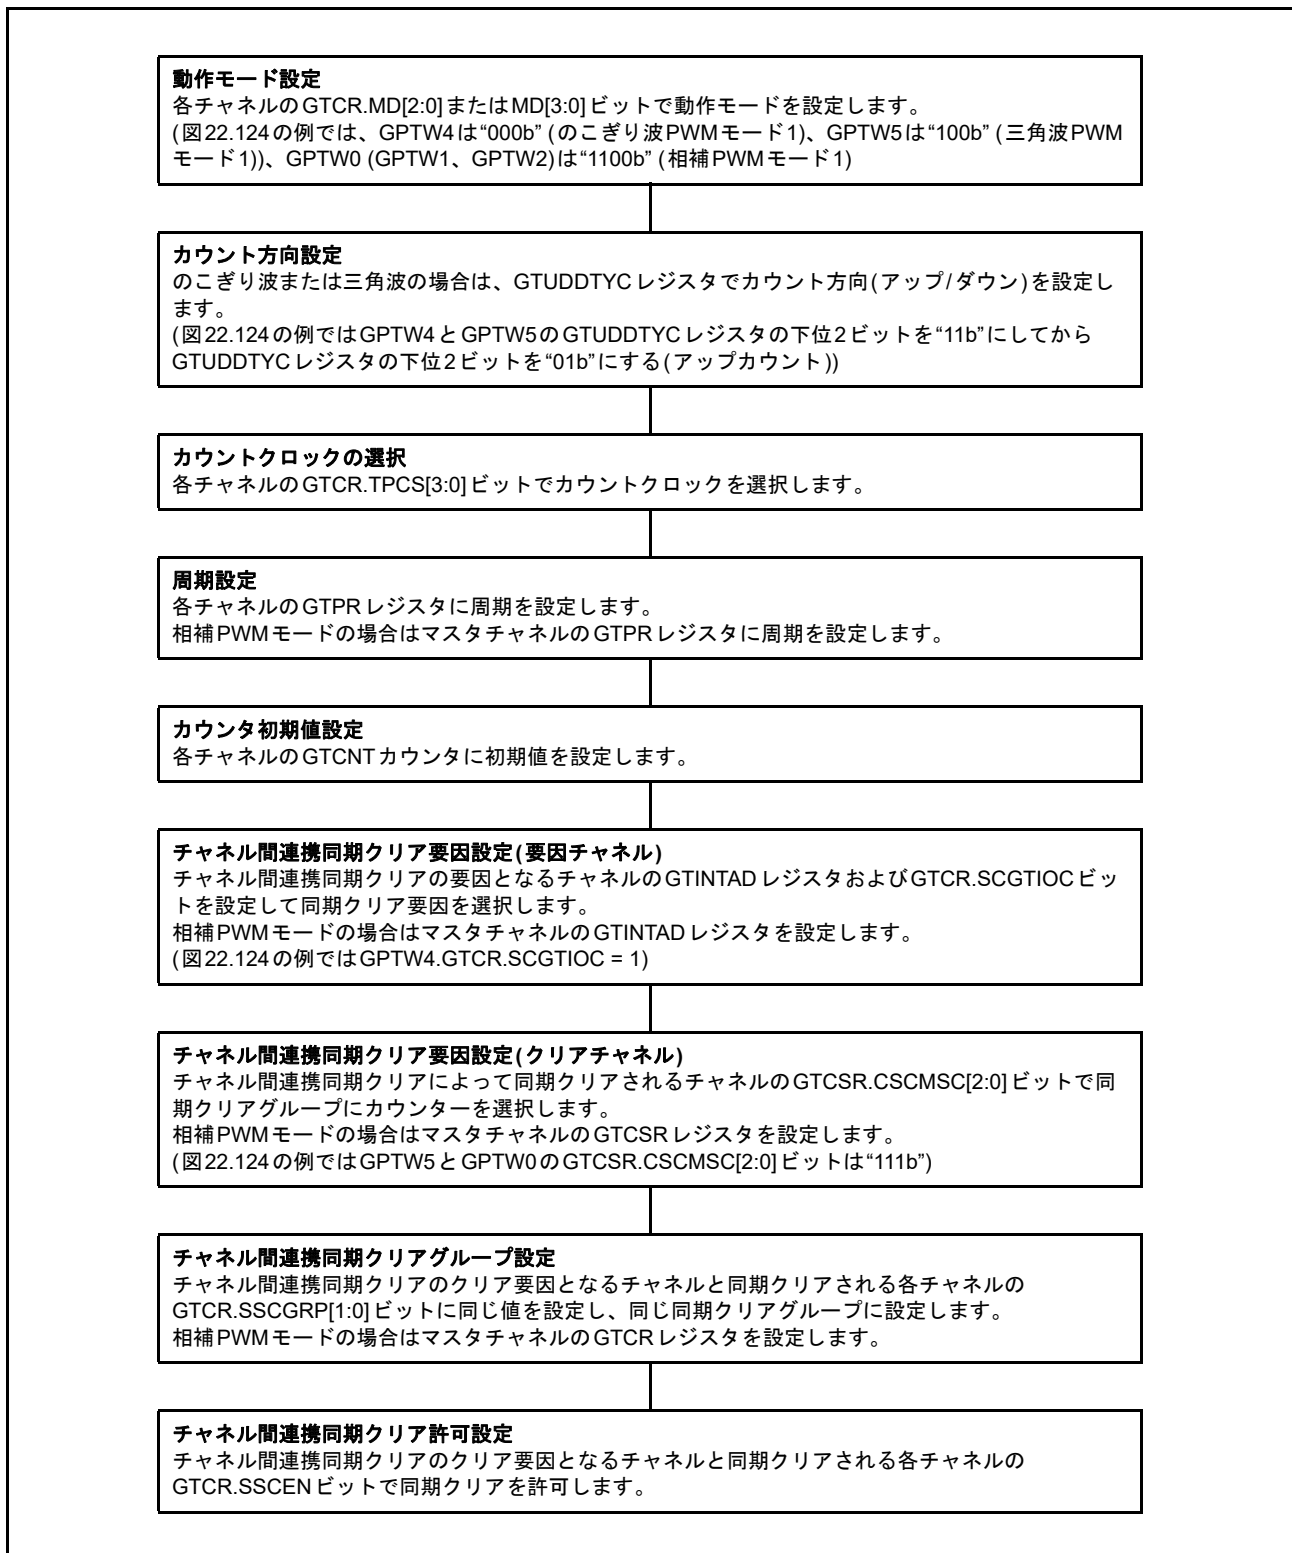 動作モード設定
各チャネルのGTCR.MD[2:0]またはMD[3:0]ビットで動作モードを設定します。
(図22.124の例では、GPTW4は“000b” (のこぎり波PWMモード1)、GPTW5は“100b” (三角波PWM
モード1))、GPTW0 (GPTW1、GPTW2)は“1100b” (相補PWMモード1)
カウント方向設定
のこぎり波または三角波の場合は、GTUDDTYCレジスタでカウント方向(アップ/ダウン)を設定し
ます。
(図22.124の例ではGPTW4とGPTW5のGTUDDTYCレジスタの下位2ビットを“11b”にしてから
GTUDDTYCレジスタの下位2ビットを“01b”にする(アップカウント))
カウントクロックの選択
各チャネルのGTCR.TPCS[3:0]ビットでカウントクロックを選択します。
周期設定
各チャネルのGTPRレジスタに周期を設定します。
相補PWMモードの場合はマスタチャネルのGTPRレジスタに周期を設定します。
カウンタ初期値設定
各チャネルのGTCNTカウンタに初期値を設定します。
チャネル間連携同期クリア要因設定(要因チャネル)
チャネル間連携同期クリアの要因となるチャネルのGTINTADレジスタおよびGTCR.SCGTIOCビッ
トを設定して同期クリア要因を選択します。
相補PWMモードの場合はマスタチャネルのGTINTADレジスタを設定します。
(図22.124の例ではGPTW4.GTCR.SCGTIOC = 1)
チャネル間連携同期クリア要因設定(クリアチャネル)
チャネル間連携同期クリアによって同期クリアされるチャネルのGTCSR.CSCMSC[2:0]ビットで同
期クリアグループにカウンターを選択します。
相補PWMモードの場合はマスタチャネルのGTCSRレジスタを設定します。
(図22.124の例ではGPTW5とGPTW0のGTCSR.CSCMSC[2:0]ビットは“111b”)
チャネル間連携同期クリアグループ設定
チャネル間連携同期クリアのクリア要因となるチャネルと同期クリアされる各チャネルの
GTCR.SSCGRP[1:0]ビットに同じ値を設定し、同じ同期クリアグループに設定します。
相補PWMモードの場合はマスタチャネルのGTCRレジスタを設定します。
チャネル間連携同期クリア許可設定
チャネル間連携同期クリアのクリア要因となるチャネルと同期クリアされる各チャネルの
GTCR.SSCENビットで同期クリアを許可します。